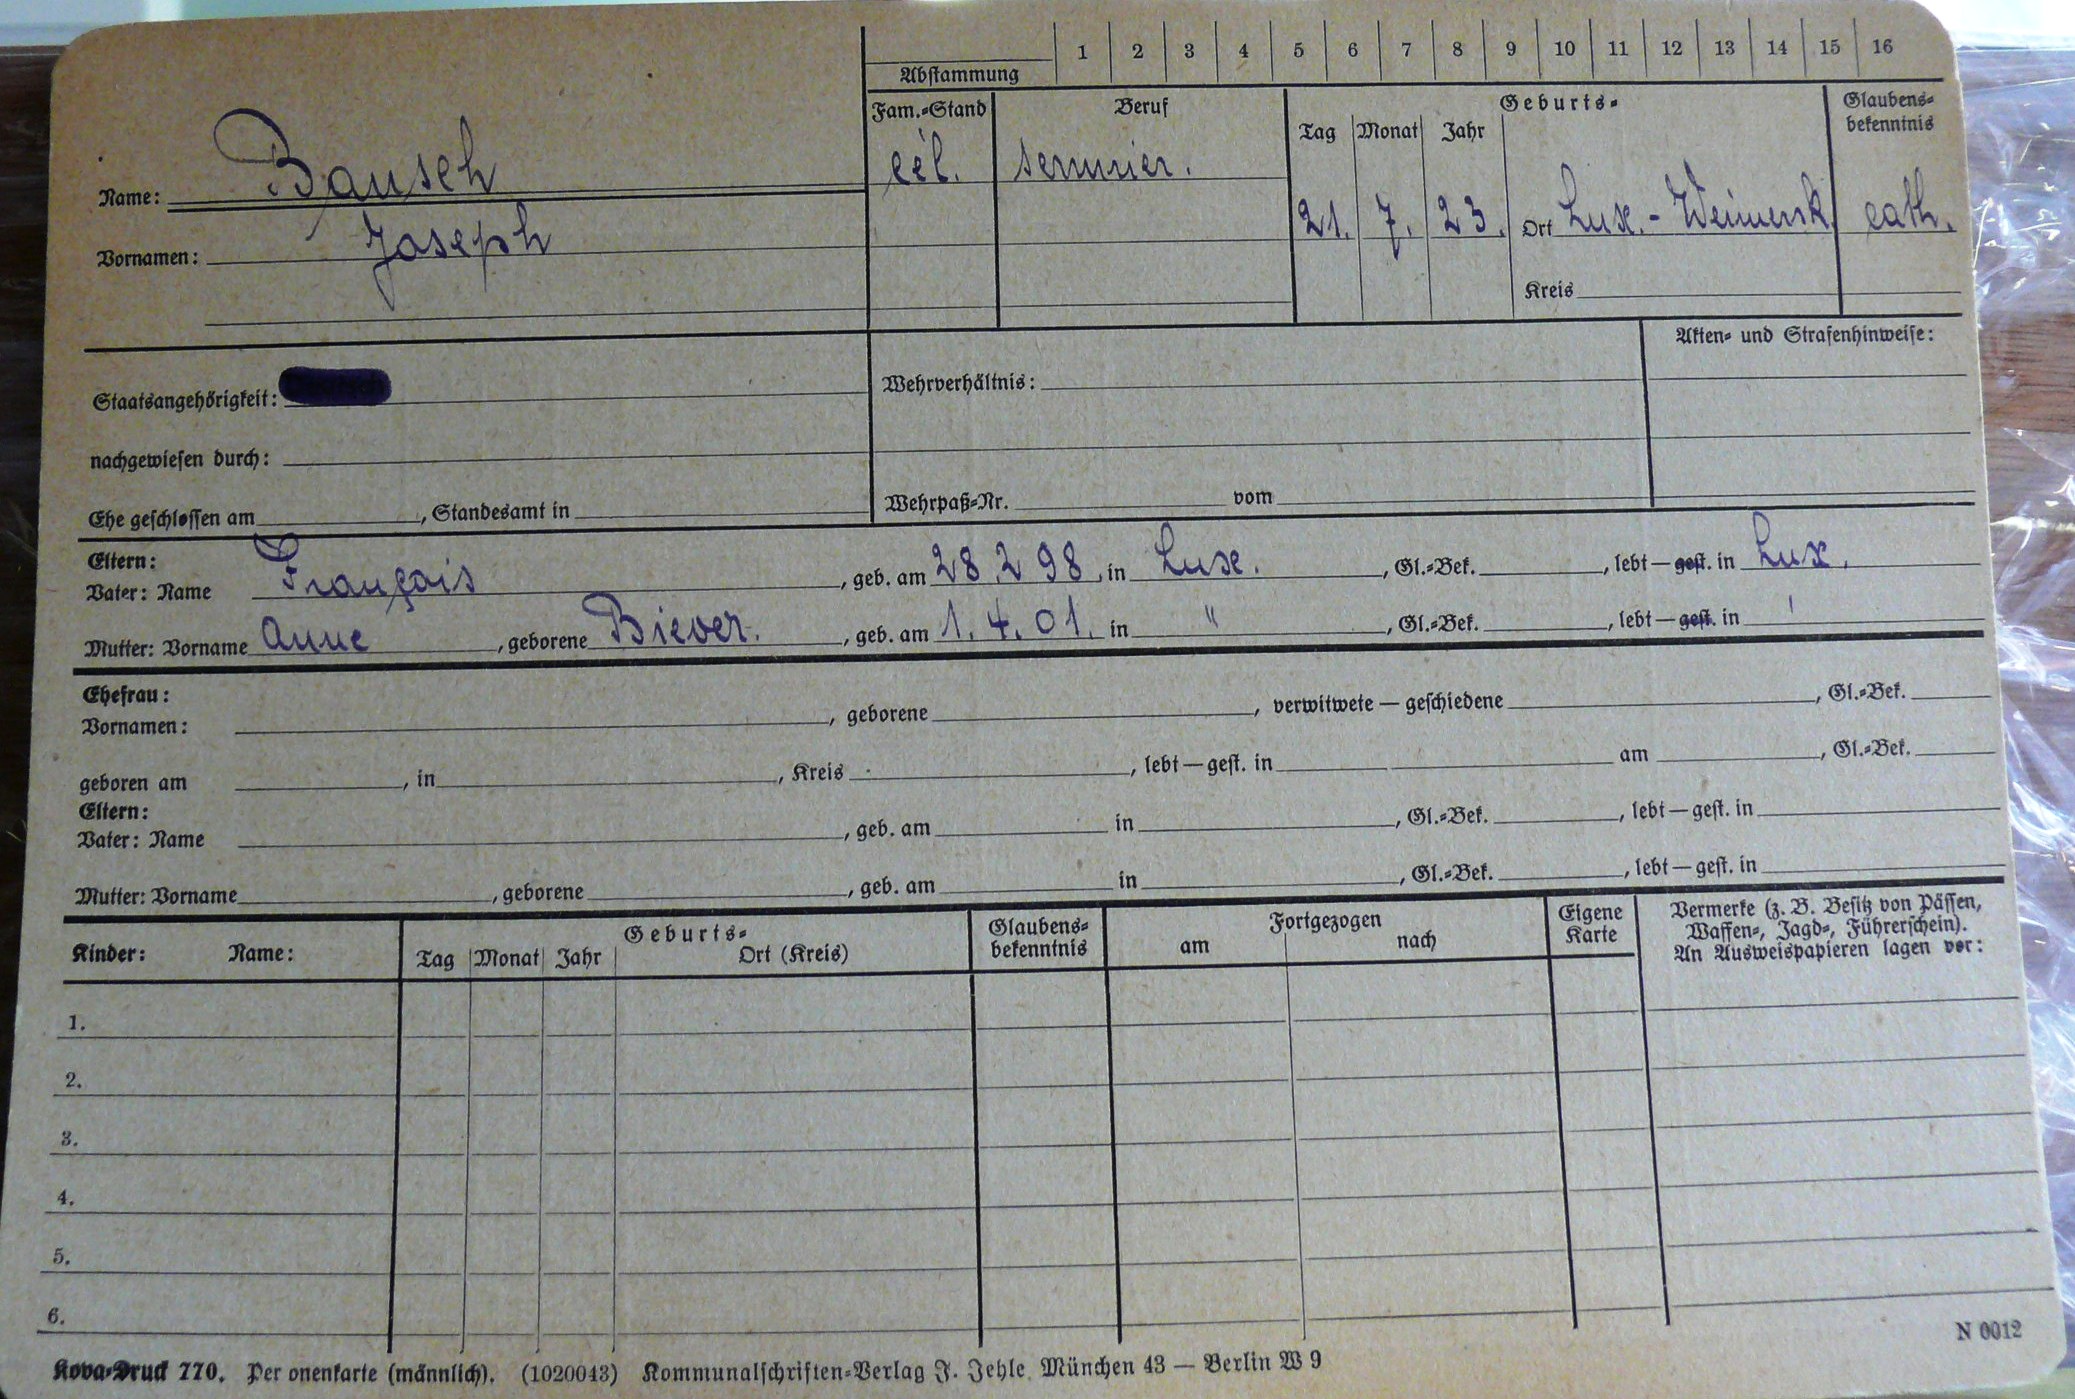 Abstammung 1 2 3 4 5 6 7 8 9 10 11 12 13 14 15 16
Fam.-Stand Beruf Geburts- Glaubens-
Tag Monat Jahr bekenntnis
Name: Bausch cél. serrurier.
Vornamen: Joseph 21. 7. 23. Ort Lux.-Weimersk. cath.
Kreis
Akten- und Strafenhinweise:
Staatsangehörigkeit: Wehrverhältnis:
nachgewiesen durch:
Ehe geschlossen am , Standesamt in Wehrpaß-Nr. vom
Eltern:
Vater: Name François , geb. am 28.2 98, in Luxe. , Gl.-Bek. , lebt — gest. in Lux.
Mutter: Vorname Anne , geborene Biever. , geb. am 1. 4. 01. in " , Gl.-Bek. , lebt — gest. in '
Ehefrau:
Vornamen: , geborene , verwitwete — geschiedene , Gl.-Bek.
geboren am , in , Kreis , lebt — gest. in am , Gl.-Bek.
Eltern:
Vater: Name , geb. am in , Gl.-Bek. , lebt — gest. in
Mutter: Vorname , geborene , geb. am in , Gl.-Bek. , lebt — gest. in
Kinder: Name: Geburts- Glaubens- Fortgezogen Eigene Vermerke (z. B. Besitz von Pässen,
Tag Monat Jahr Ort (Kreis) bekenntnis am nach Karte Waffen-, Jagd-, Führerschein).
An Ausweispapieren lagen vor:
1.
2.
3.
4.
5.
6.
N 0012
Kova-Druck 770. Per onenkarte (männlich). (1020043) Kommunalschriften-Verlag J. Jehle, München 43 — Berlin W 9